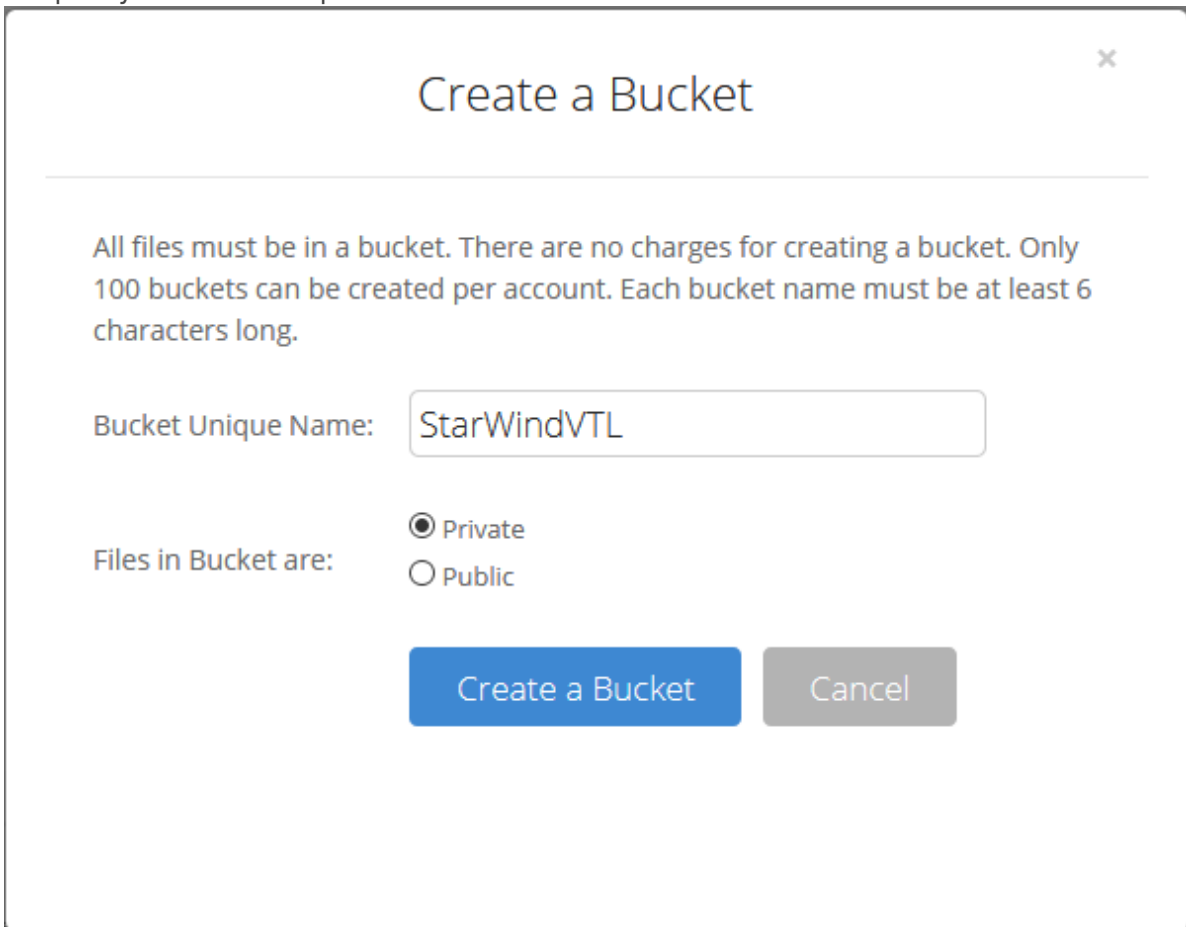 ×
Create a Bucket
All files must be in a bucket. There are no charges for creating a bucket. Only
100 buckets can be created per account. Each bucket name must be at least 6
characters long.
Bucket Unique Name: StarWindVTL
Private
Files in Bucket are:
Public
Create a Bucket Cancel